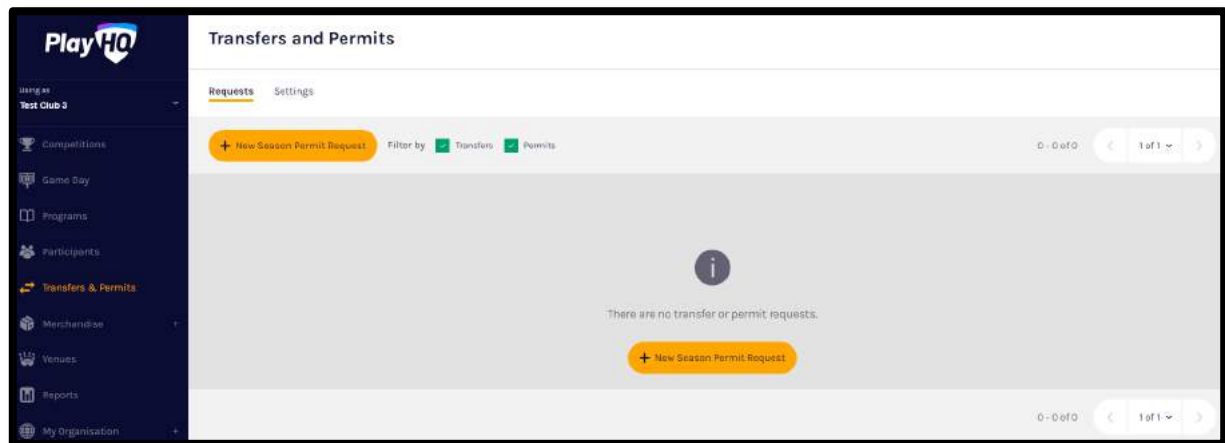 PlayHQ
Using as
Test Club 3
Competitions
Game Day
Programs
Participants
Transfers & Permits
Merchandise +
Venues
Reports
My Organisation +
Transfers and Permits
Requests Settings
+ New Season Permit Request Filter by Transfers Permits 0 - 0 of 0 < 1 of 1 >
There are no transfer or permit requests.
+ New Season Permit Request
0 - 0 of 0 < 1 of 1 >